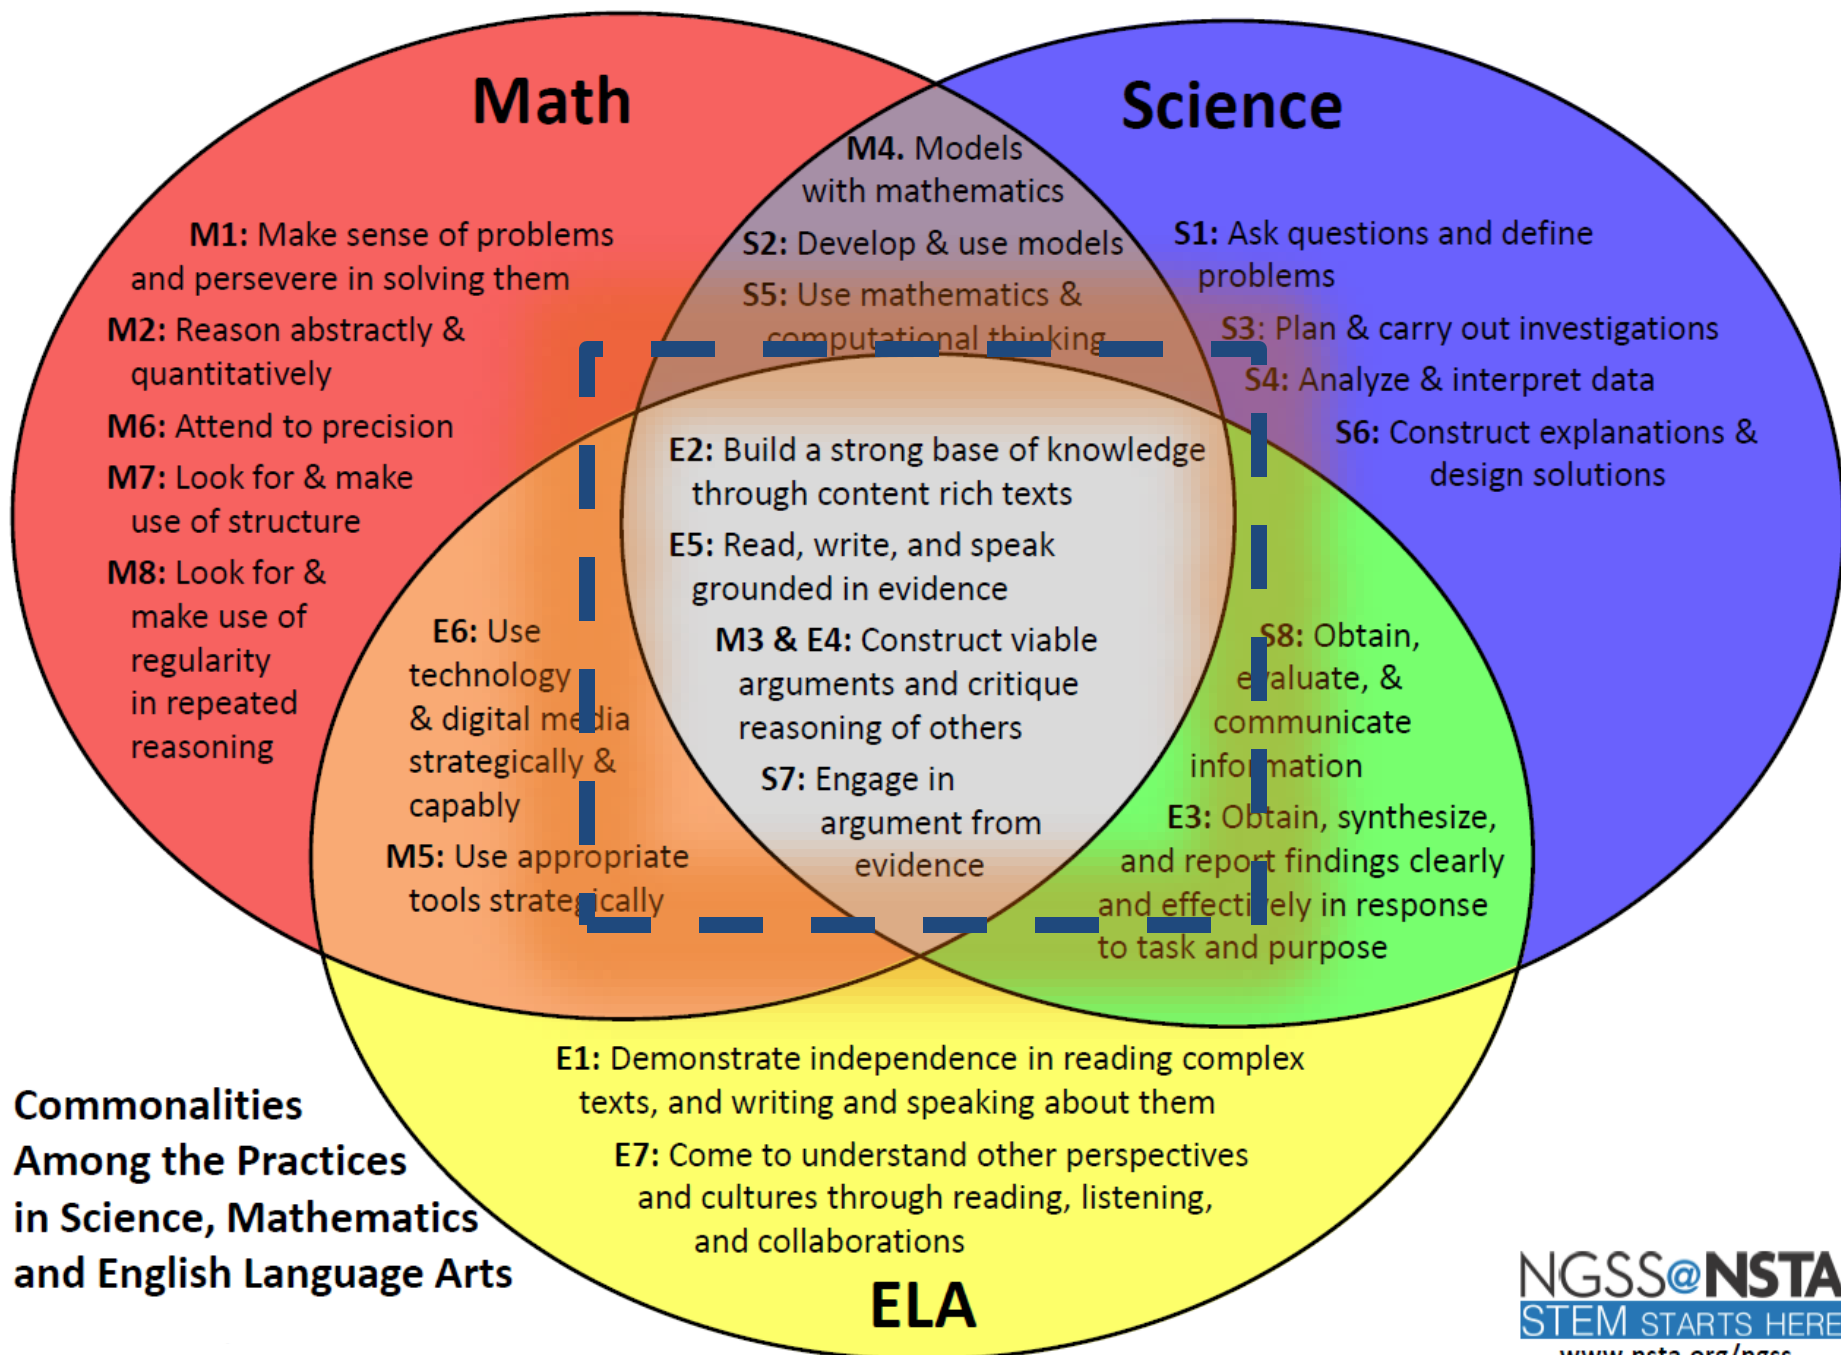 Math
Science
M4. Models
with mathematics
S2: Develop & use models
S5: Use mathematics &
computational thinking
M1: Make sense of problems
and persevere in solving them
M2: Reason abstractly &
quantitatively
M6: Attend to precision
M7: Look for & make
use of structure
M8: Look for &
make use of
regularity
in repeated
reasoning
S1: Ask questions and define
problems
S3: Plan & carry out investigations
S4: Analyze & interpret data
S6: Construct explanations &
design solutions
E2: Build a strong base of knowledge
through content rich texts
E5: Read, write, and speak
grounded in evidence
M3 & E4: Construct viable
arguments and critique
reasoning of others
S7: Engage in
argument from
evidence
E6: Use
technology
& digital media
strategically &
capably
M5: Use appropriate
tools strategically
S8: Obtain,
evaluate, &
communicate
information
E3: Obtain, synthesize,
and report findings clearly
and effectively in response
to task and purpose
E1: Demonstrate independence in reading complex
texts, and writing and speaking about them
E7: Come to understand other perspectives
and cultures through reading, listening,
and collaborations
ELA
Commonalities
Among the Practices
in Science, Mathematics
and English Language Arts
NGSS@NSTA
STEM STARTS HERE
www.nsta.org/ngss